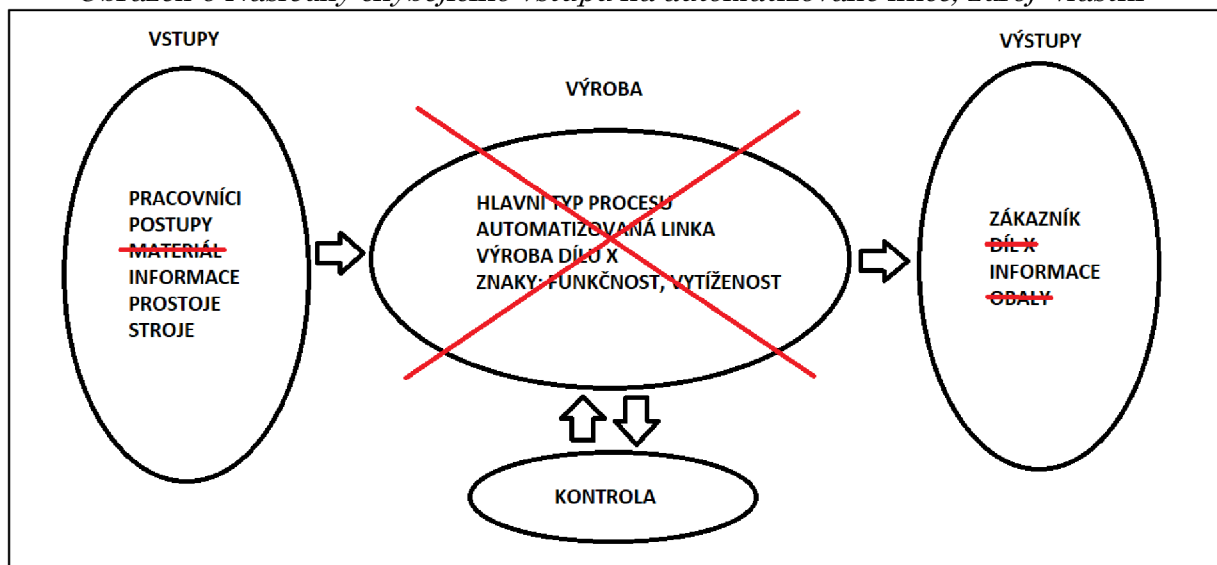 VSTUPY
VÝROBA
VÝSTUPY
PRACOVNÍCI
POSTUPY
MATERIÁL
INFORMACE
PROSTOJE
STROJE
HLAVNÍ TYP PROCESU
AUTOMATIZOVANÁ LINKA
VÝROBA DÍLU X
ZNAKY: FUNKČNOST, VYTÍŽENOST
ZÁKAZNÍK
DÍL X
INFORMACE
OBALY
KONTROLA